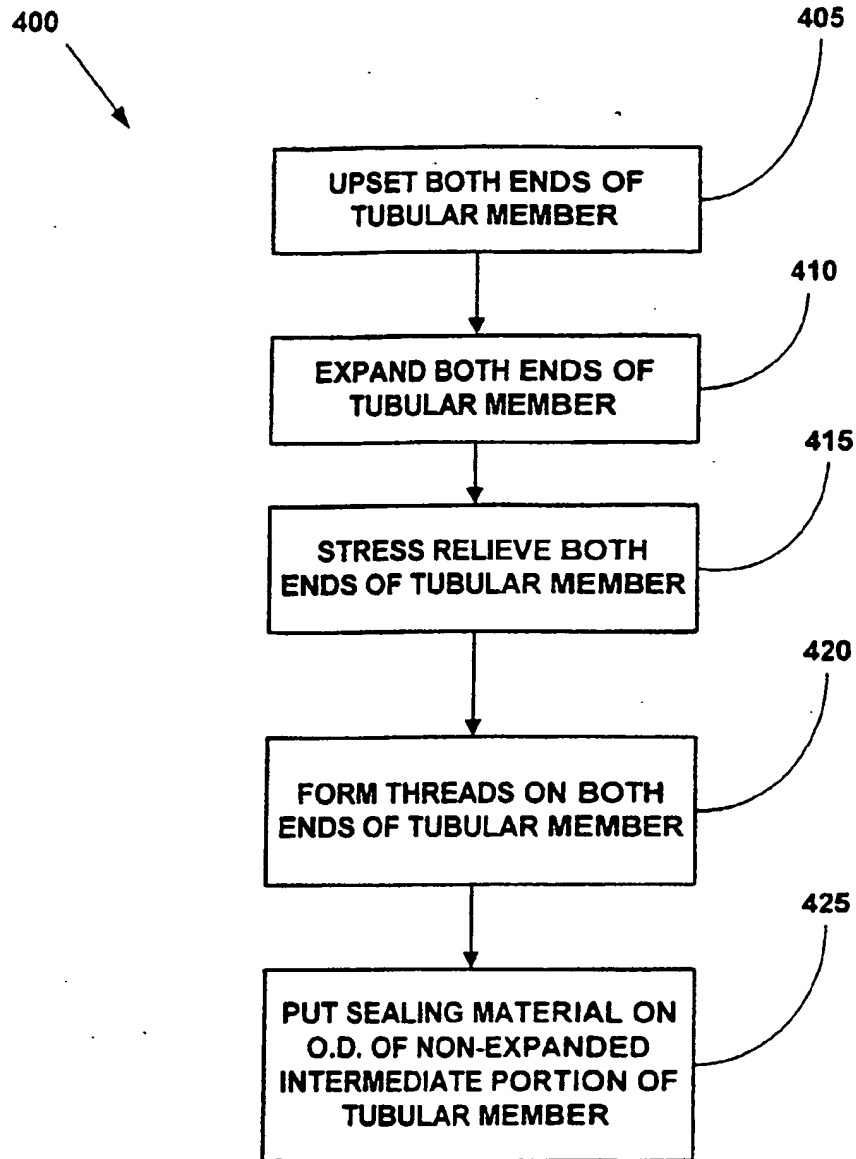 400
405
UPSET BOTH ENDS OF
TUBULAR MEMBER
410
EXPAND BOTH ENDS OF
TUBULAR MEMBER
415
STRESS RELIEVE BOTH
ENDS OF TUBULAR MEMBER
420
FORM THREADS ON BOTH
ENDS OF TUBULAR MEMBER
425
PUT SEALING MATERIAL ON
O.D. OF NON-EXPANDED
INTERMEDIATE PORTION OF
TUBULAR MEMBER